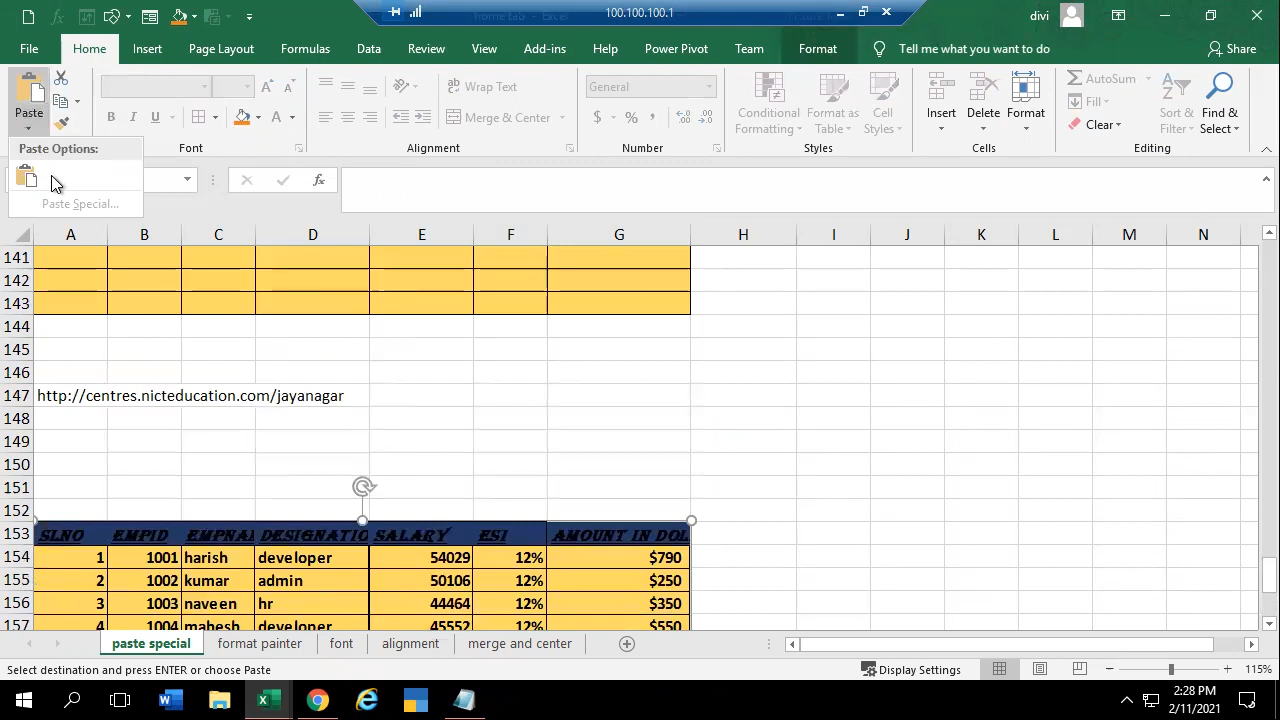 Home tab - Excel
100.100.100.1
divi
File Home Insert Page Layout Formulas Data Review View Add-ins Help Power Pivot Team Format Tell me what you want to do Share
Paste
B I U
Font
Wrap Text
Merge & Center
Alignment
General
$ % ,
Number
Conditional Formatting
Format as Table
Cell Styles
Styles
Insert
Delete
Format
Cells
AutoSum
Fill
Clear
Sort & Filter
Find & Select
Editing
Paste Options:
Paste Special...
fx
A B C D E F G H I J K L M N
141
142
143
144
145
146
147 http://centres.nicteducation.com/jayanagar
148
149
150
151
152
153 SLNO EMPID EMPNA DESIGNATIO SALARY ESI AMOUNT IN DOL
154 1 1001 harish developer 54029 12% $790
155 2 1002 kumar admin 50106 12% $250
156 3 1003 naveen hr 44464 12% $350
157 4 1004 mahesh developer 45552 12% $550
paste special format painter font alignment merge and center
Select destination and press ENTER or choose Paste
Display Settings
115%
2:28 PM
2/11/2021